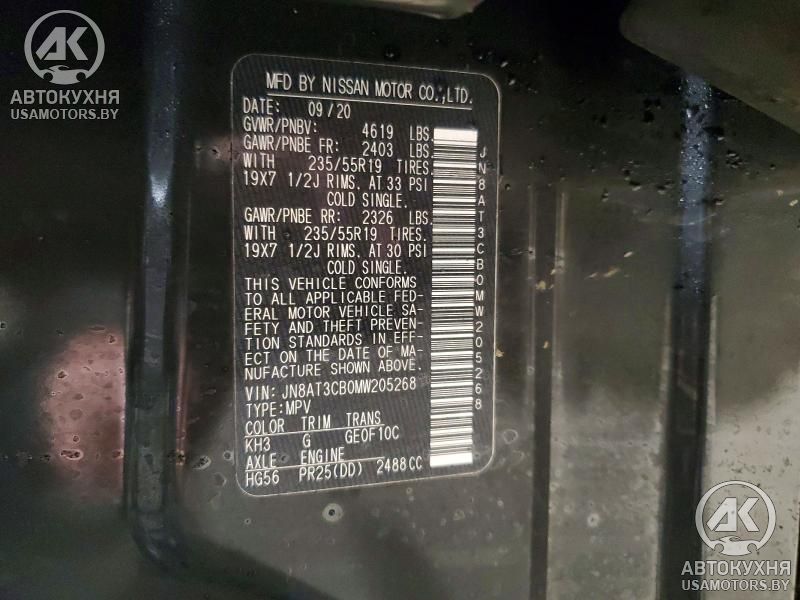 АК
АВТОКУХНЯ
USAMOTORS.BY
MFD BY NISSAN MOTOR CO.,LTD.
DATE: 09/20
GVWR/PNBV: 4619 LBS.
GAWR/PNBE FR: 2403 LBS.
WITH 235/55R19 TIRES.
19X7 1/2J RIMS. AT 33 PSI
COLD SINGLE.
GAWR/PNBE RR: 2326 LBS.
WITH 235/55R19 TIRES.
19X7 1/2J RIMS. AT 30 PSI
COLD SINGLE.
THIS VEHICLE CONFORMS
TO ALL APPLICABLE FED-
ERAL MOTOR VEHICLE SA-
FETY AND THEFT PREVEN-
TION STANDARDS IN EFF-
ECT ON THE DATE OF MA-
NUFACTURE SHOWN ABOVE.
VIN: JN8AT3CB0MW205268
TYPE:MPV
COLOR TRIM TRANS
KH3 G GE0F10C
AXLE ENGINE
HG56 PR25(DD) 2488CC
JN8AT3CB0MW205268
АК
АВТОКУХНЯ
USAMOTORS.BY